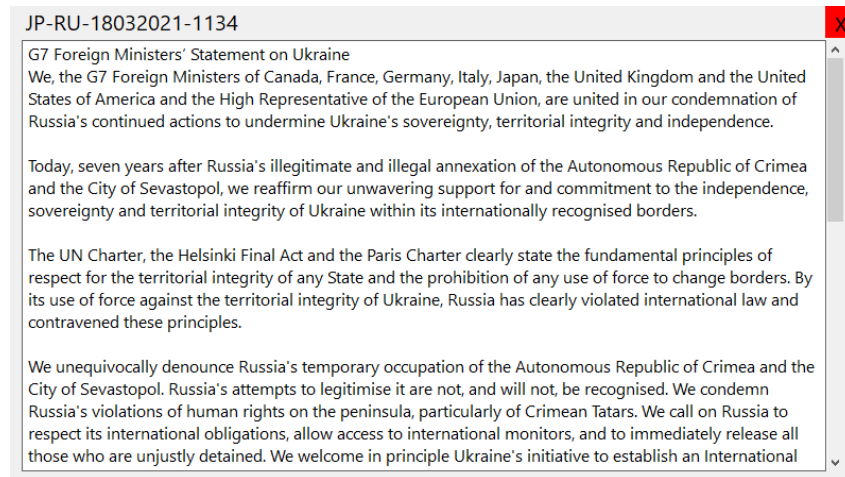 JP-RU-18032021-1134
X
G7 Foreign Ministers' Statement on Ukraine
We, the G7 Foreign Ministers of Canada, France, Germany, Italy, Japan, the United Kingdom and the United
States of America and the High Representative of the European Union, are united in our condemnation of
Russia's continued actions to undermine Ukraine's sovereignty, territorial integrity and independence.
Today, seven years after Russia's illegitimate and illegal annexation of the Autonomous Republic of Crimea
and the City of Sevastopol, we reaffirm our unwavering support for and commitment to the independence,
sovereignty and territorial integrity of Ukraine within its internationally recognised borders.
The UN Charter, the Helsinki Final Act and the Paris Charter clearly state the fundamental principles of
respect for the territorial integrity of any State and the prohibition of any use of force to change borders. By
its use of force against the territorial integrity of Ukraine, Russia has clearly violated international law and
contravened these principles.
We unequivocally denounce Russia's temporary occupation of the Autonomous Republic of Crimea and the
City of Sevastopol. Russia's attempts to legitimise it are not, and will not, be recognised. We condemn
Russia's violations of human rights on the peninsula, particularly of Crimean Tatars. We call on Russia to
respect its international obligations, allow access to international monitors, and to immediately release all
those who are unjustly detained. We welcome in principle Ukraine's initiative to establish an International